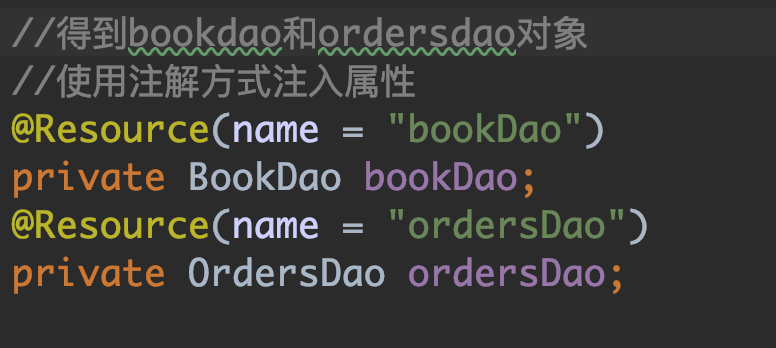 //得到bookdao和ordersdao对象
//使用注解方式注入属性
@Resource(name = "bookDao")
private BookDao bookDao;
@Resource(name = "ordersDao")
private OrdersDao ordersDao;